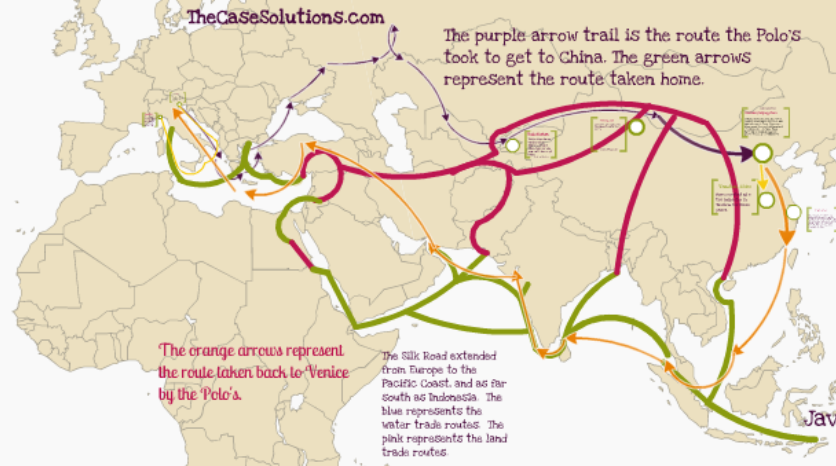 TheCaseSolutions.com
The purple arrow trail is the route the Polo's
took to get to China. The green arrows
represent the route taken home.
The orange arrows represent
the route taken back to Venice
by the Polo's.
The Silk Road extended
from Europe to the
Pacific Coast, and as far
south as Indonesia. The
blue represents the
water trade routes. The
pink represents the land
trade routes.
Jav